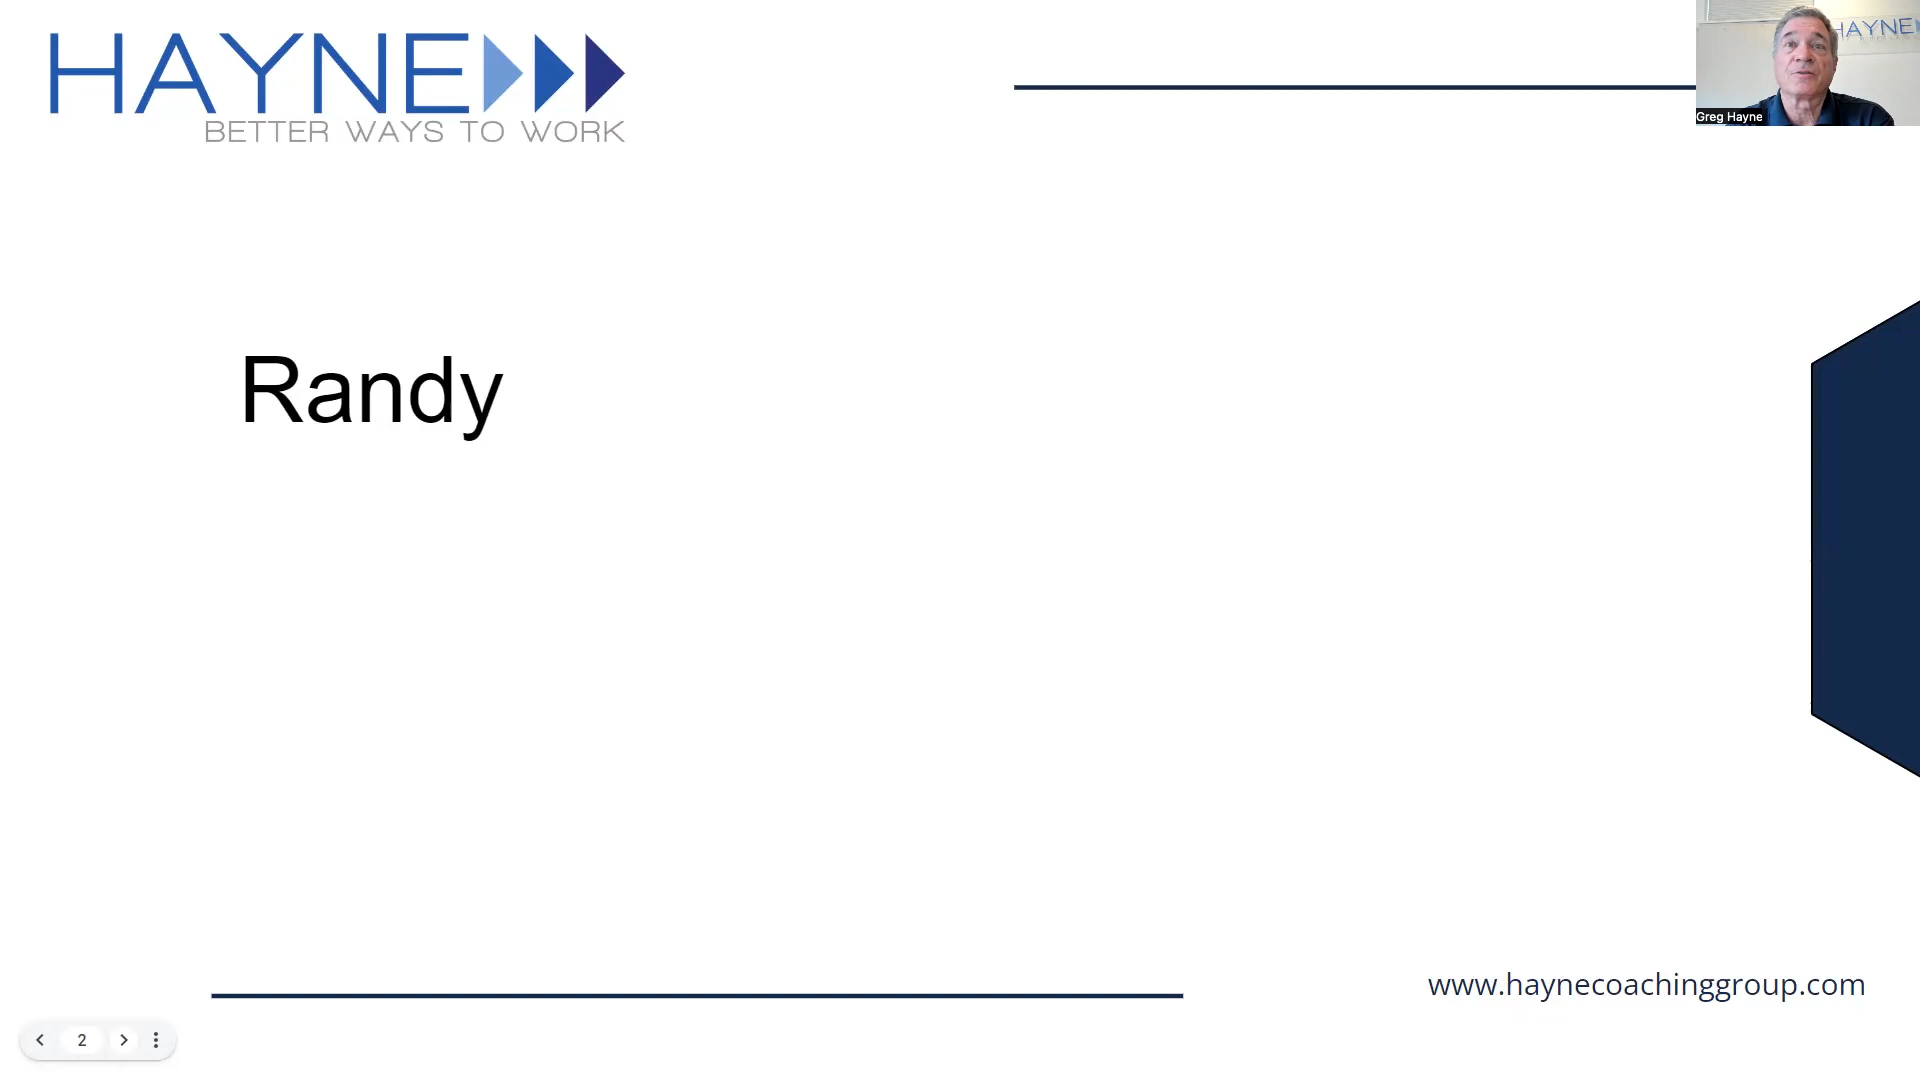 HAYNE
BETTER WAYS TO WORK
HAYNE
Greg Hayne
Randy
www.haynecoachinggroup.com
2